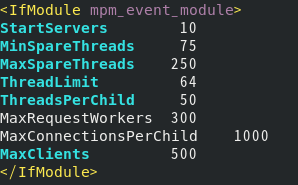 <IfModule mpm_event_module>
StartServers 10
MinSpareThreads 75
MaxSpareThreads 250
ThreadLimit 64
ThreadsPerChild 50
MaxRequestWorkers 300
MaxConnectionsPerChild 1000
MaxClients 500
</IfModule>